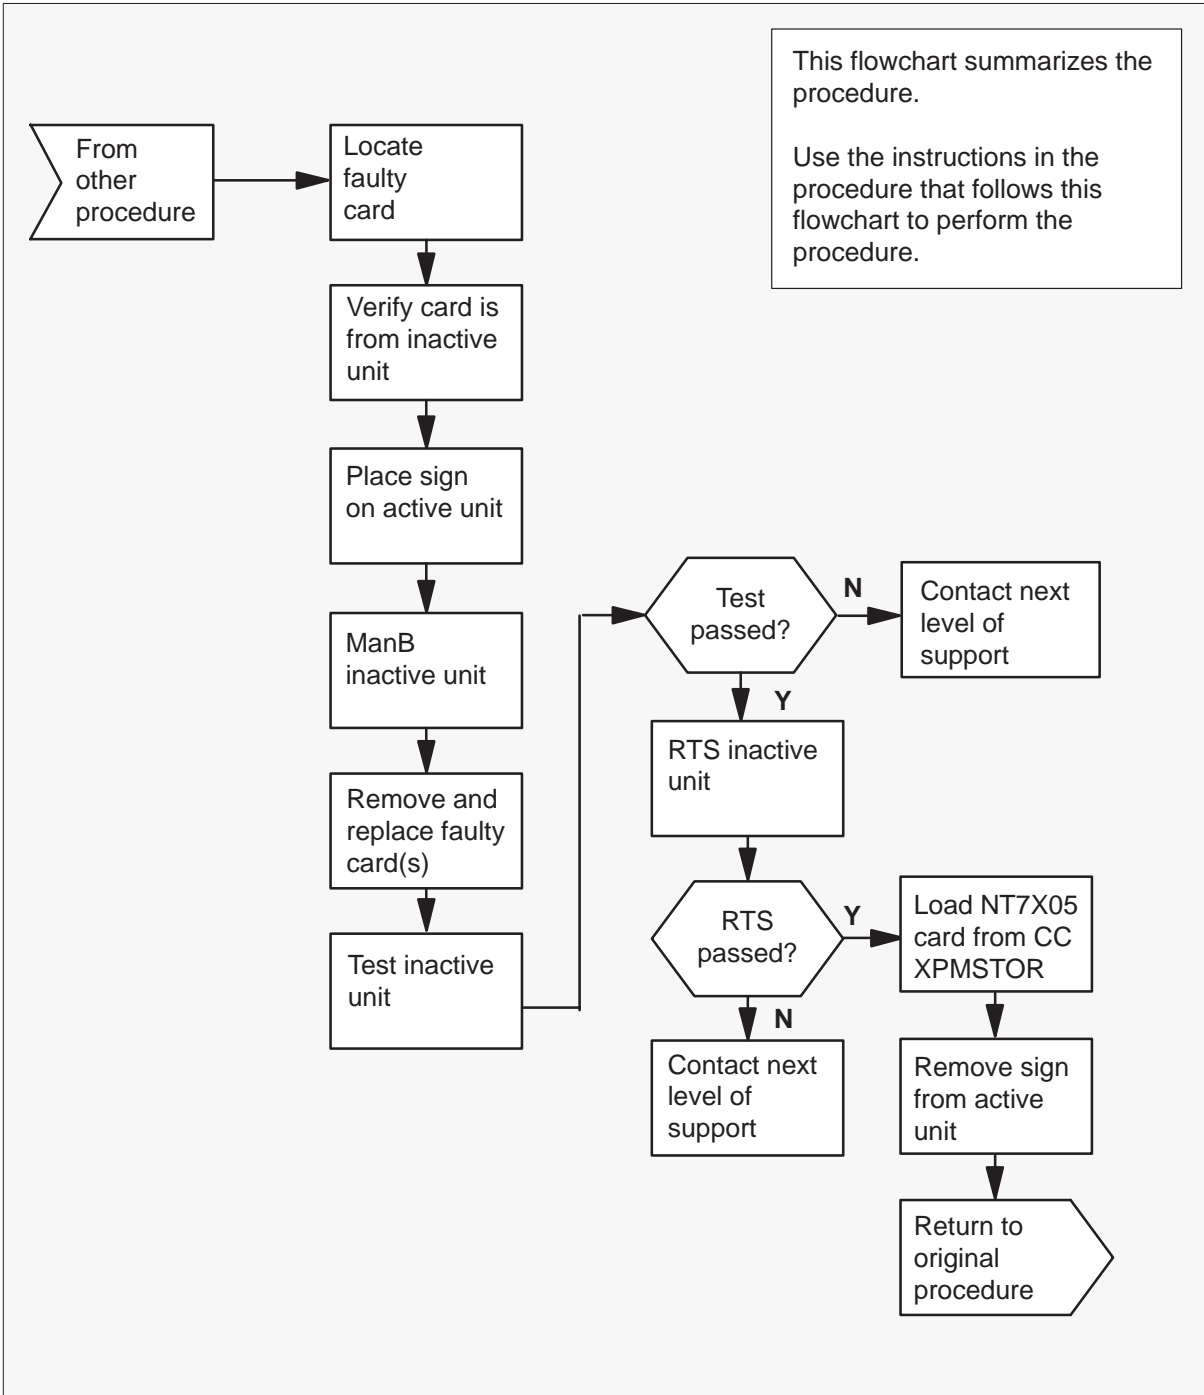 This flowchart summarizes the
procedure.
Use the instructions in the
procedure that follows this
flowchart to perform the
procedure.
From
other
procedure
Locate
faulty
card
Verify card is
from inactive
unit
Place sign
on active unit
ManB
inactive unit
Remove and
replace faulty
card(s)
Test inactive
unit
Test
passed?
N
Contact next
level of
support
Y
RTS inactive
unit
RTS
passed?
N
Contact next
level of
support
Y
Load NT7X05
card from CC
XPMSTOR
Remove sign
from active
unit
Return to
original
procedure